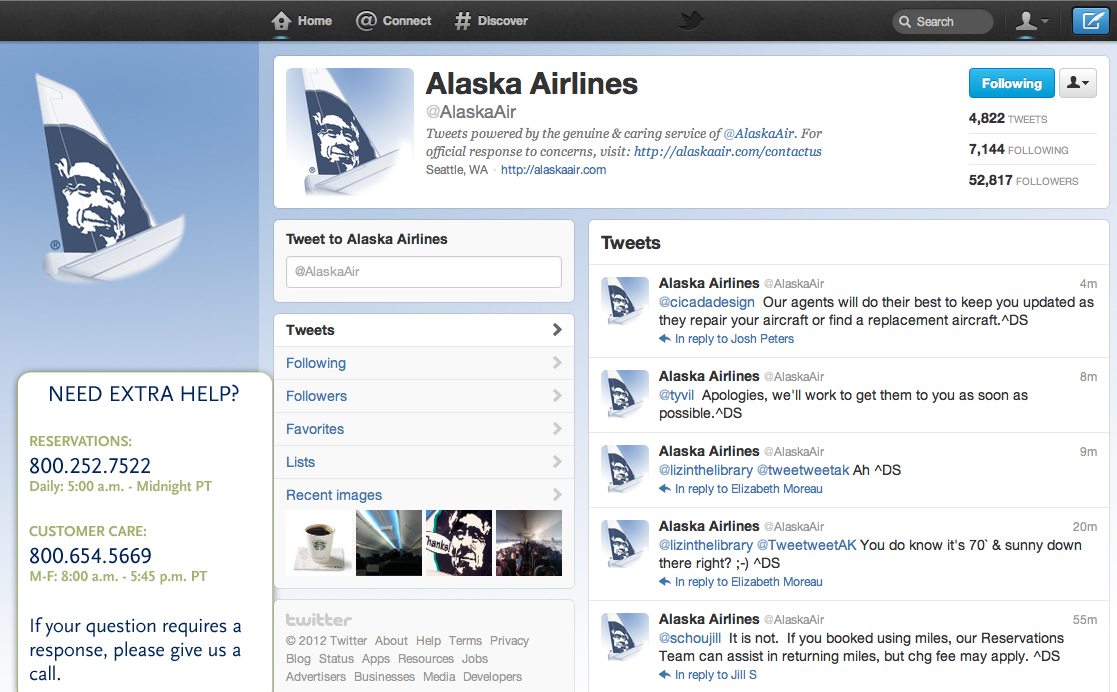 Home
Connect
Discover
Search
Alaska Airlines
@AlaskaAir
Tweets powered by the genuine & caring service of @AlaskaAir. For
official response to concerns, visit: http://alaskaair.com/contactus
Seattle, WA · http://alaskaair.com
Following
4,822 TWEETS
7,144 FOLLOWING
52,817 FOLLOWERS
®
NEED EXTRA HELP?
RESERVATIONS:
800.252.7522
Daily: 5:00 a.m. - Midnight PT
CUSTOMER CARE:
800.654.5669
M-F: 8:00 a.m. - 5:45 p.m. PT
If your question requires a
response, please give us a
call.
Tweet to Alaska Airlines
@AlaskaAir
Tweets
Following
Followers
Favorites
Lists
Recent images
Thanks
twitter
© 2012 Twitter About Help Terms Privacy
Blog Status Apps Resources Jobs
Advertisers Businesses Media Developers
Tweets
Alaska Airlines @AlaskaAir 4m
@cicadadesign Our agents will do their best to keep you updated as
they repair your aircraft or find a replacement aircraft.^DS
In reply to Josh Peters
Alaska Airlines @AlaskaAir 8m
@tyvil Apologies, we'll work to get them to you as soon as
possible.^DS
Alaska Airlines @AlaskaAir 9m
@lizinthelibrary @tweetweetak Ah ^DS
In reply to Elizabeth Moreau
Alaska Airlines @AlaskaAir 20m
@lizinthelibrary @TweetweetAK You do know it's 70` & sunny down
there right? ;-) ^DS
In reply to Elizabeth Moreau
Alaska Airlines @AlaskaAir 55m
@schoujill It is not. If you booked using miles, our Reservations
Team can assist in returning miles, but chg fee may apply. ^DS
In reply to Jill S